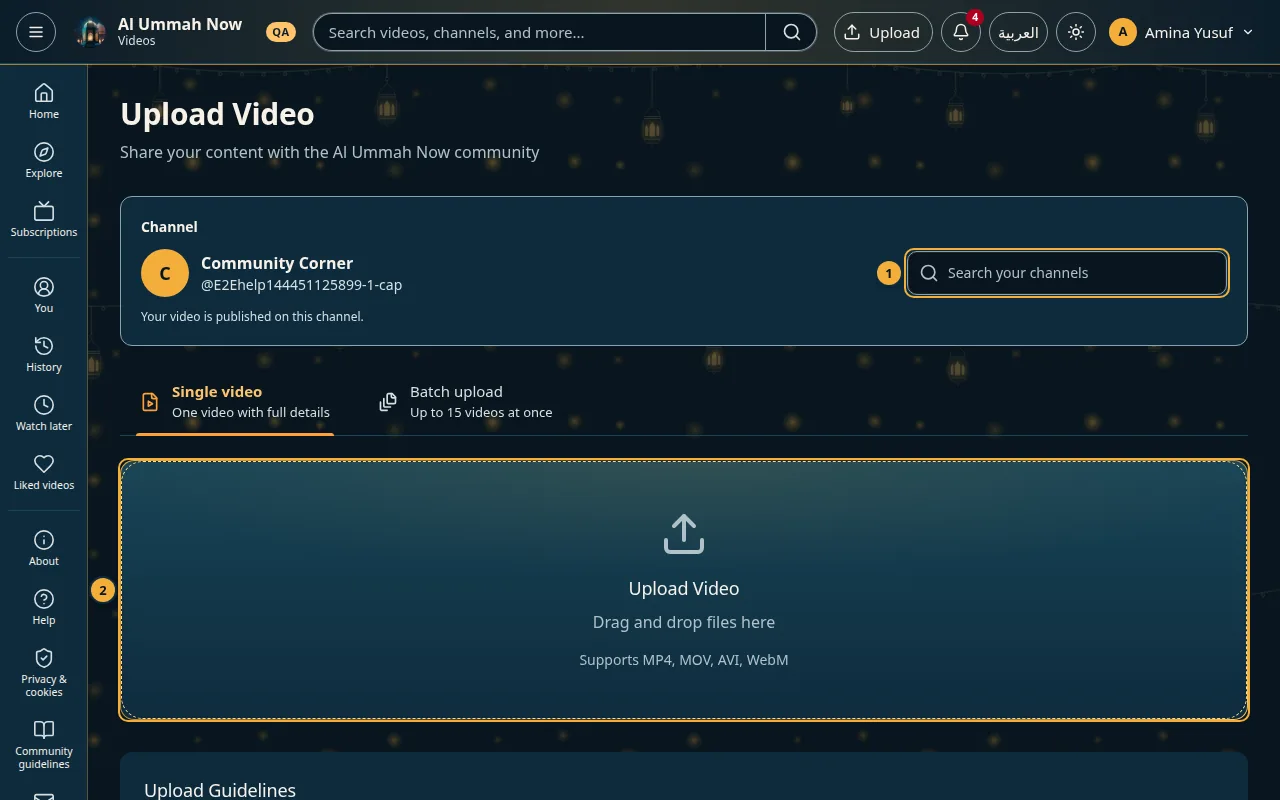 Al Ummah Now
Videos
QA
Search videos, channels, and more...
Upload
4
العربية
A
Amina Yusuf
Home
Explore
Subscriptions
You
History
Watch later
Liked videos
About
Help
Privacy &
cookies
Community
guidelines
Upload Video
Share your content with the Al Ummah Now community
Channel
C
Community Corner
@E2Ehelp144451125899-1-cap
Your video is published on this channel.
1
Search your channels
Single video
One video with full details
Batch upload
Up to 15 videos at once
2
Upload Video
Drag and drop files here
Supports MP4, MOV, AVI, WebM
Upload Guidelines